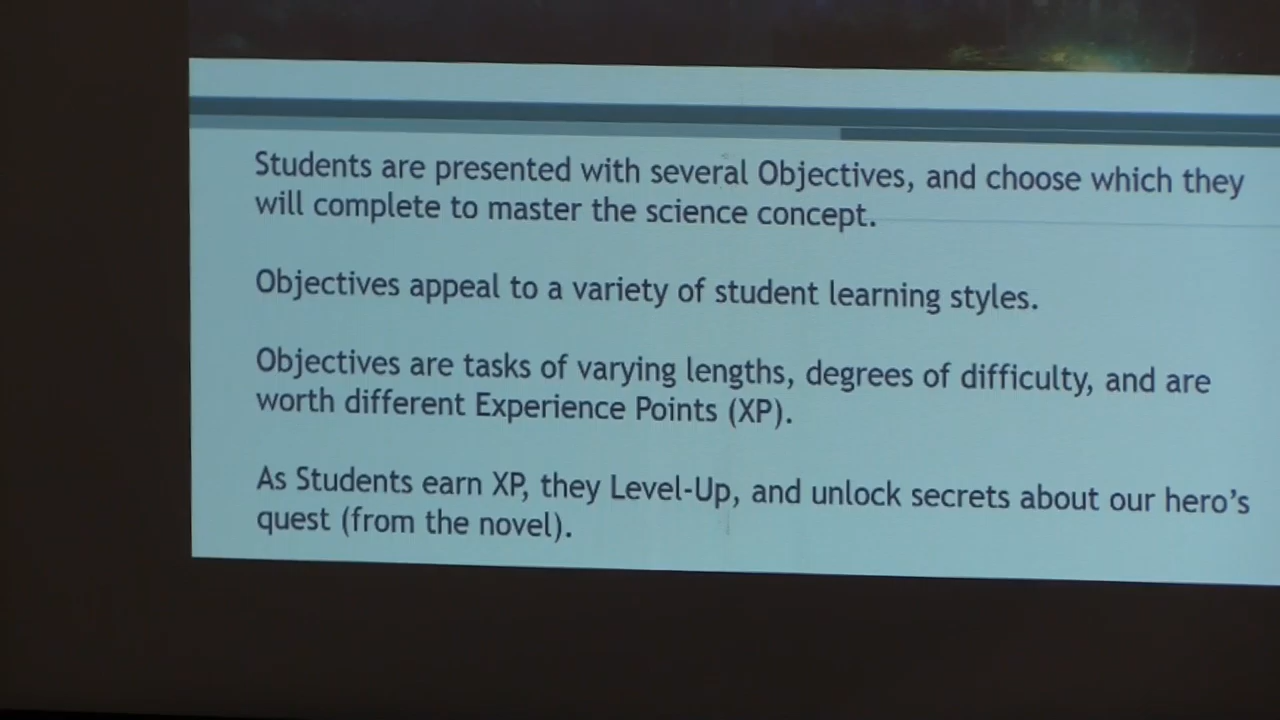 Students are presented with several Objectives, and choose which they
will complete to master the science concept.
Objectives appeal to a variety of student learning styles.
Objectives are tasks of varying lengths, degrees of difficulty, and are
worth different Experience Points (XP).
As Students earn XP, they Level-Up, and unlock secrets about our hero's
quest (from the novel).